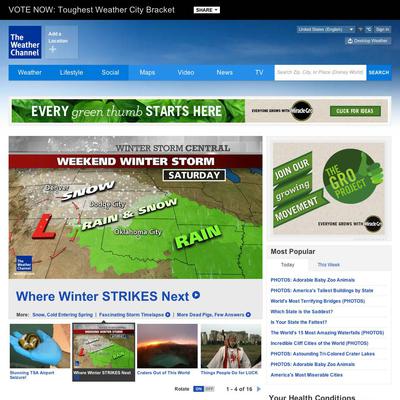 VOTE NOW: Toughest Weather City Bracket
SHARE
The Weather Channel
Add a Location
+
United States (English)
°F
°C
Sign In
Desktop Weather
Weather
Lifestyle
Social
Maps
Video
News
TV
Search Zip, City, or Place (Disney World)
SEARCH
EVERY green thumb STARTS HERE
EVERYONE GROWS WITH Miracle-Gro
CLICK FOR IDEAS
WINTER STORM CENTRAL
WEEKEND WINTER STORM
SATURDAY
Denver
SNOW
Dodge City
RAIN & SNOW
L
Oklahoma City
RAIN
The Weather Channel
Where Winter STRIKES Next
More: Snow, Cold Entering Spring | Fascinating Storm Timelapse | More Dead Pigs, Few Answers
Stunning TSA Airport Seizure!
Where Winter STRIKES Next
Craters Out of This World
Things People Do for LUCK
Rotate ON OFF 1 - 4 of 16
JOIN OUR growing MOVEMENT
THE GRO PROJECT
EVERYONE GROWS WITH Miracle-Gro
Most Popular
Today
This Week
PHOTOS: Adorable Baby Zoo Animals
PHOTOS: America's Tallest Buildings by State
World's Most Terrifying Bridges (PHOTOS)
Which State is the Saddest?
Is Your State the Fattest?
The World's 15 Most Amazing Waterfalls (PHOTOS)
Incredible Cliff Cities of the World (PHOTOS)
PHOTOS: Astounding Tri-Colored Crater Lakes
PHOTOS: Adorable Baby Zoo Animals
America's Most Miserable Cities
Your Health Conditions